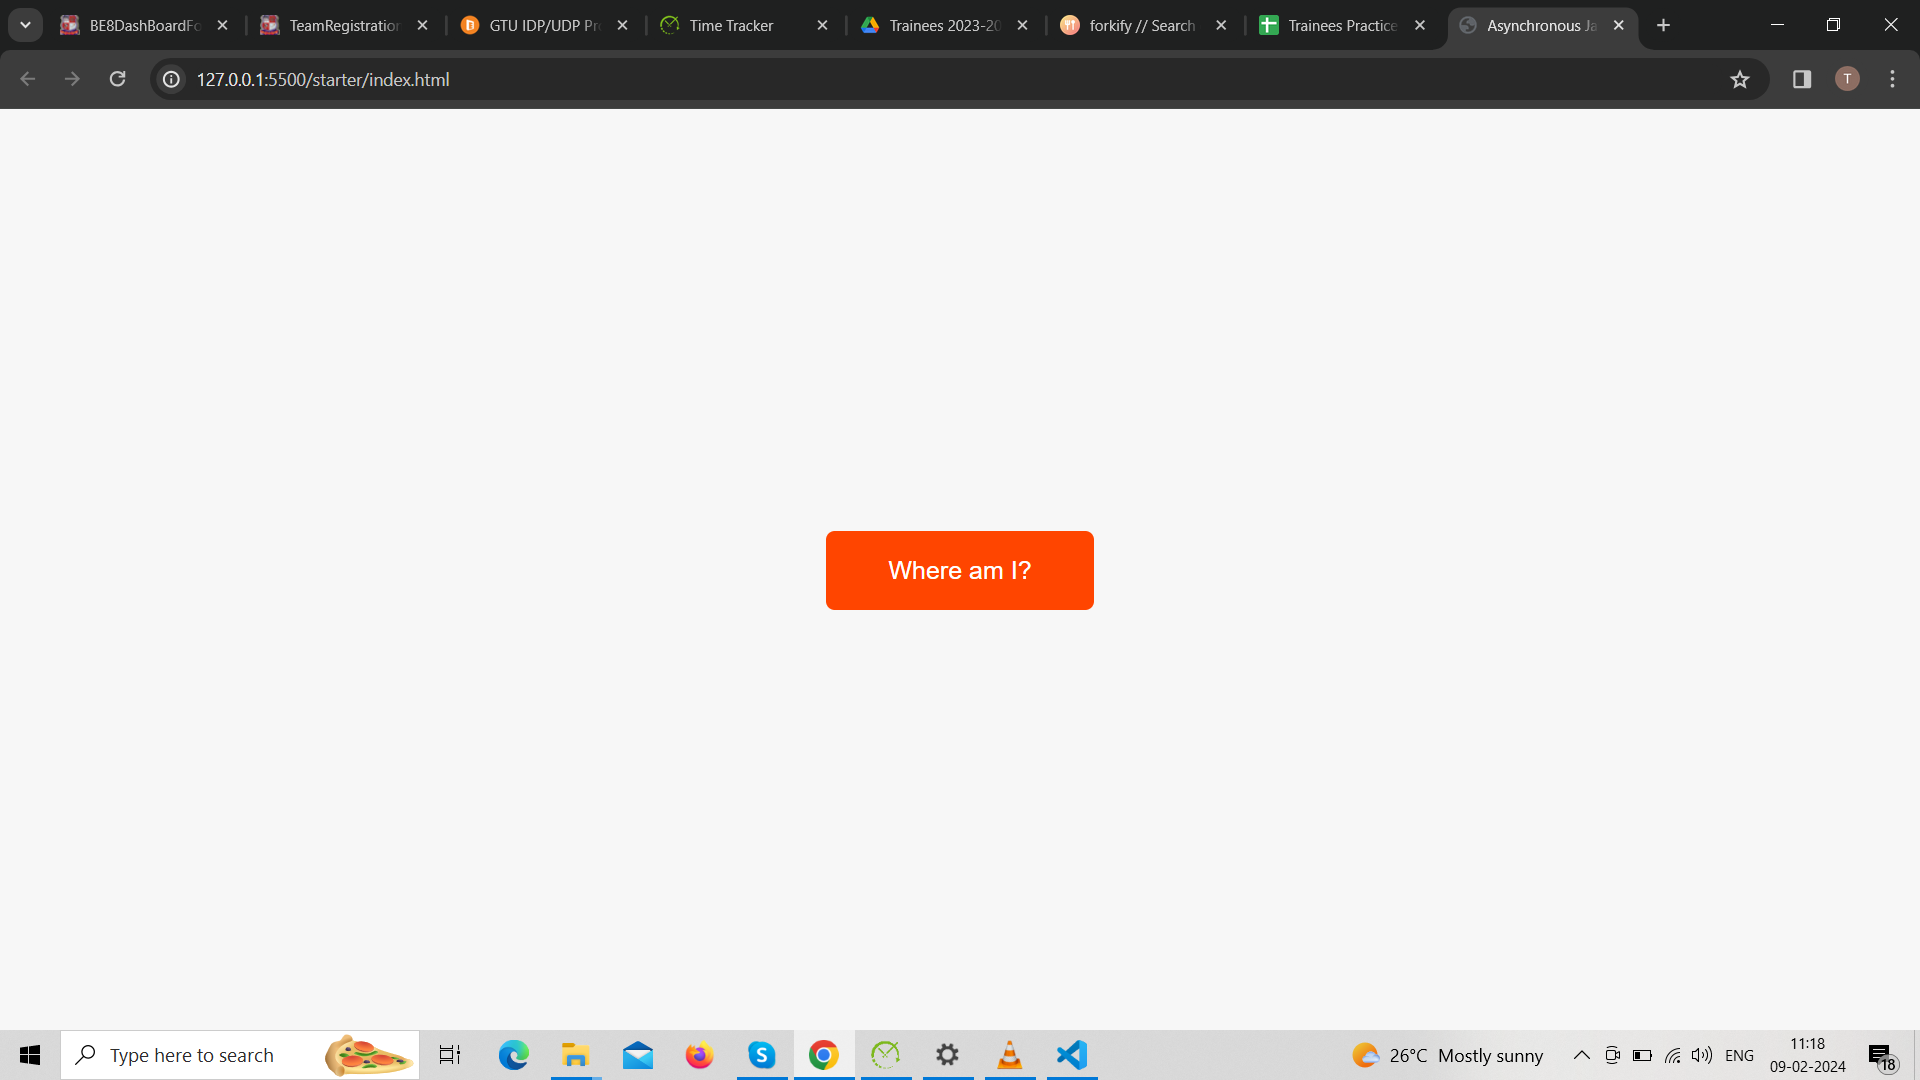 BE8DashBoardFo
TeamRegistration
GTU IDP/UDP Pr
Time Tracker
Trainees 2023-20
forkify // Search
Trainees Practice
Asynchronous Ja
127.0.0.1:5500/starter/index.html
T
Where am I?
Type here to search
26°C Mostly sunny
ENG
11:18
09-02-2024
18